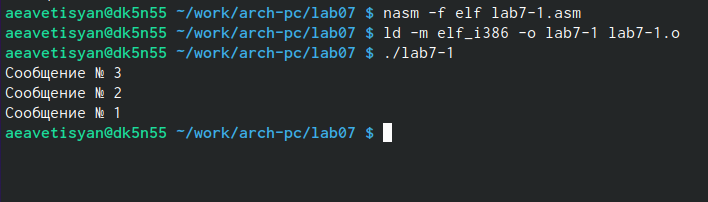 aeavetisyan@dk5n55 ~/work/arch-pc/lab07 $ nasm -f elf lab7-1.asm
aeavetisyan@dk5n55 ~/work/arch-pc/lab07 $ ld -m elf_i386 -o lab7-1 lab7-1.o
aeavetisyan@dk5n55 ~/work/arch-pc/lab07 $ ./lab7-1
Сообщение № 3
Сообщение № 2
Сообщение № 1
aeavetisyan@dk5n55 ~/work/arch-pc/lab07 $